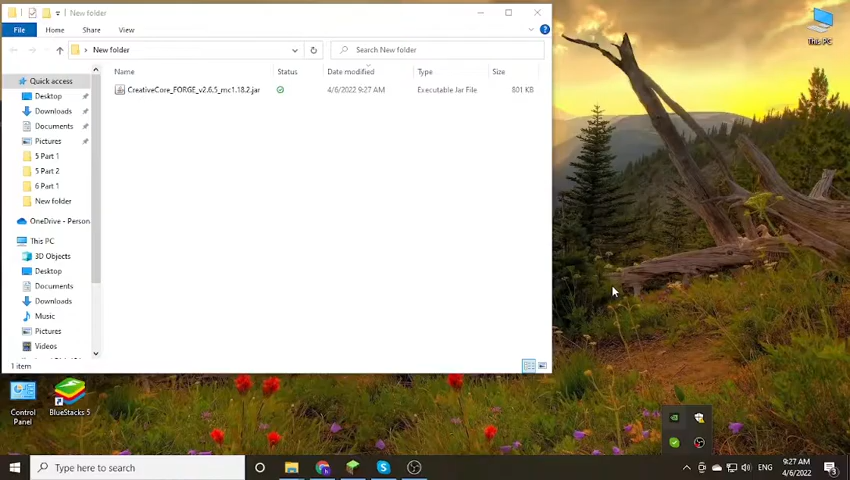 New folder
File
Home
Share
View
New folder
Search New folder
Name
Status
Date modified
Type
Size
CreativeCore_FORGE_v2.6.5_mc1.18.2.jar
4/6/2022 9:27 AM
Executable Jar File
801 KB
Quick access
Desktop
Downloads
Documents
Pictures
5 Part 1
5 Part 2
6 Part 1
New folder
OneDrive - Person
This PC
3D Objects
Desktop
Documents
Downloads
Music
Pictures
Videos
1 item
This PC
Control
Panel
BlueStacks 5
Type here to search
ENG
9:27 AM
4/6/2022
3